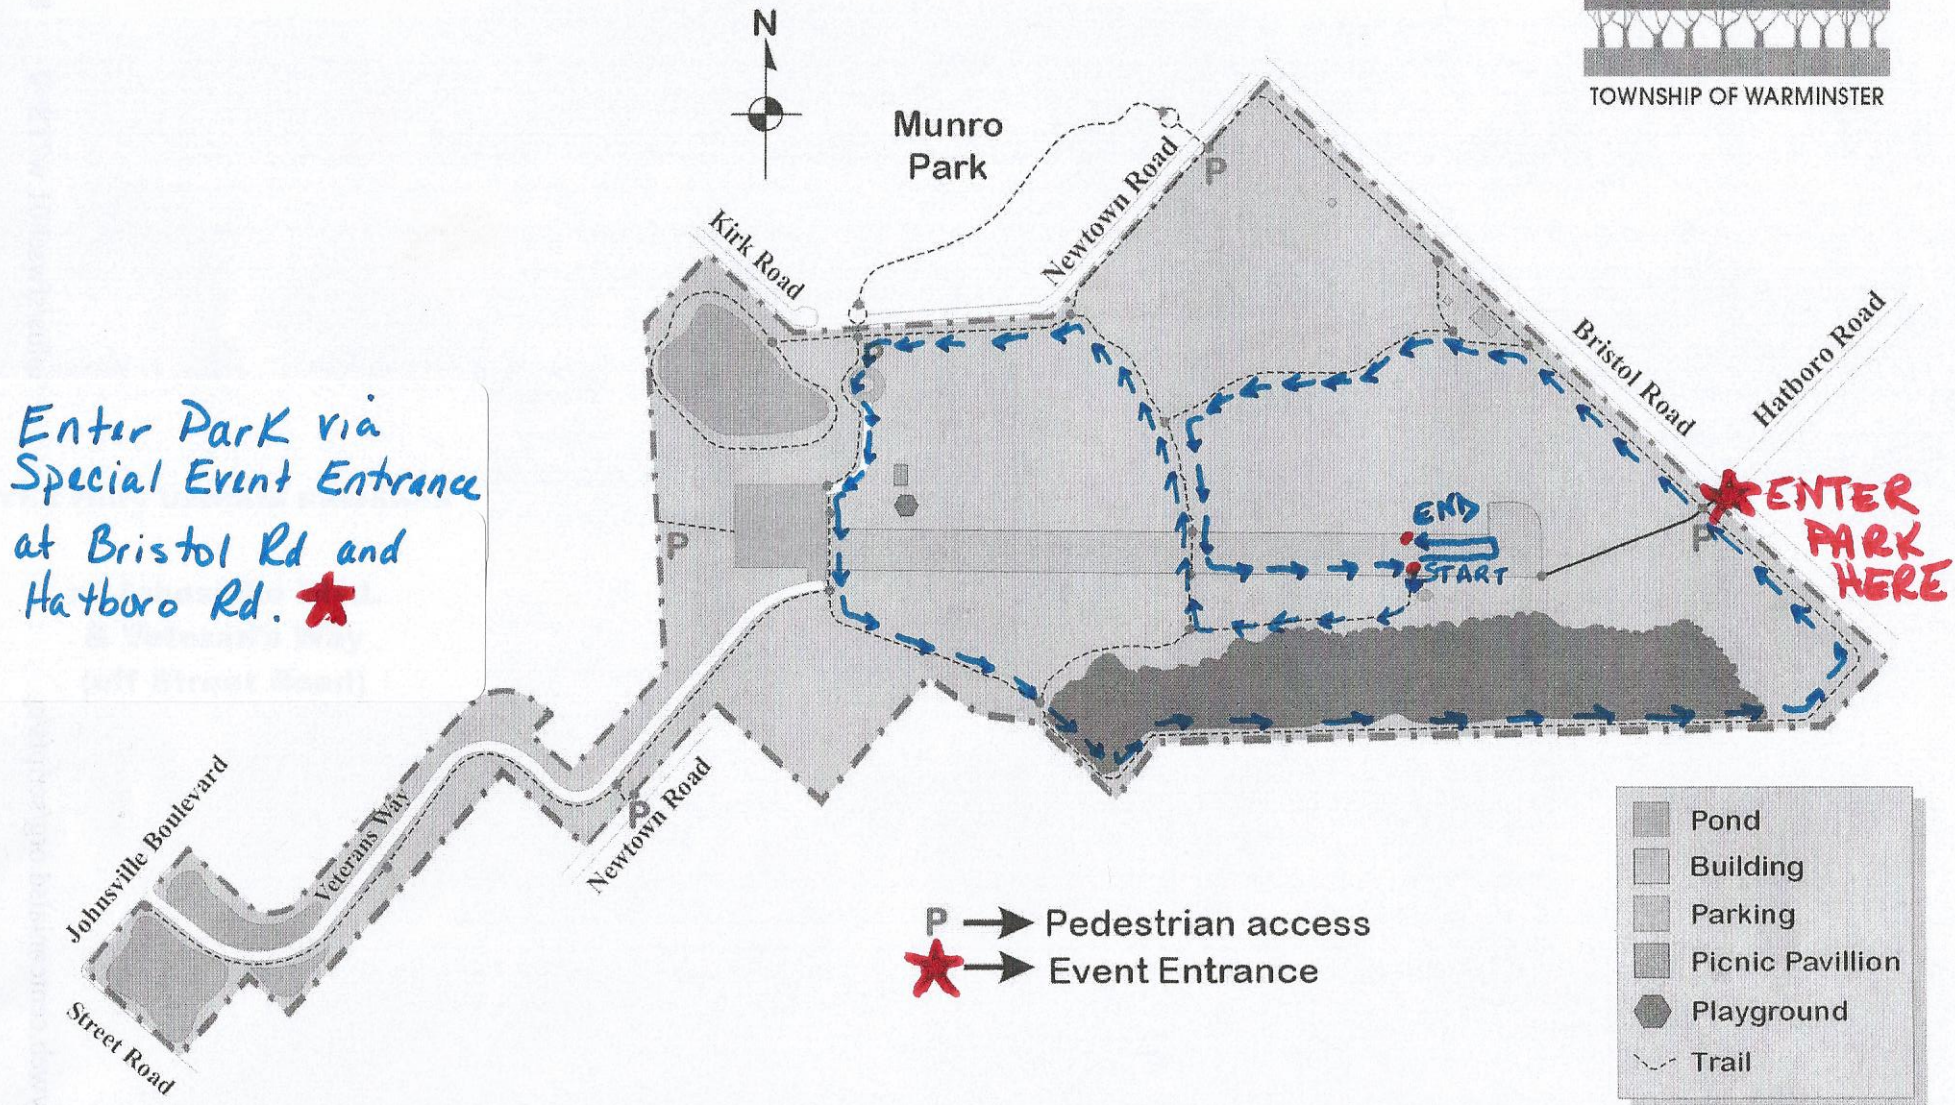 N
TOWNSHIP OF WARMINSTER
Munro
Park
Newtown Road
P
Kirk Road
Bristol Road
Hatboro Road
Enter Park via
Special Event Entrance
at Bristol Rd and
Hatboro Rd.
ENTER
PARK
HERE
END
START
P
P
P
Newtown Road
Veterans Way
Johnsville Boulevard
Street Road
P Pedestrian access
Event Entrance
Pond
Building
Parking
Picnic Pavillion
Playground
Trail